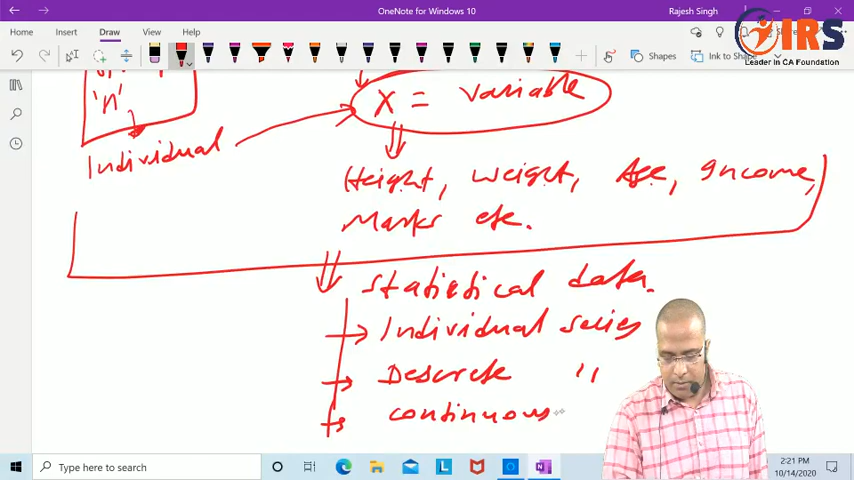 OneNote for Windows 10
Rajesh Singh
Home Insert Draw View Help
Shapes Ink to Shape
IRS
Leader In CA Foundation
'n'
X = variable
Individual
Height, weight, Age, Income,
Marks etc.
Statistical data.
Individual series
Descrete "
continuous
Type here to search
2:21 PM
10/14/2020